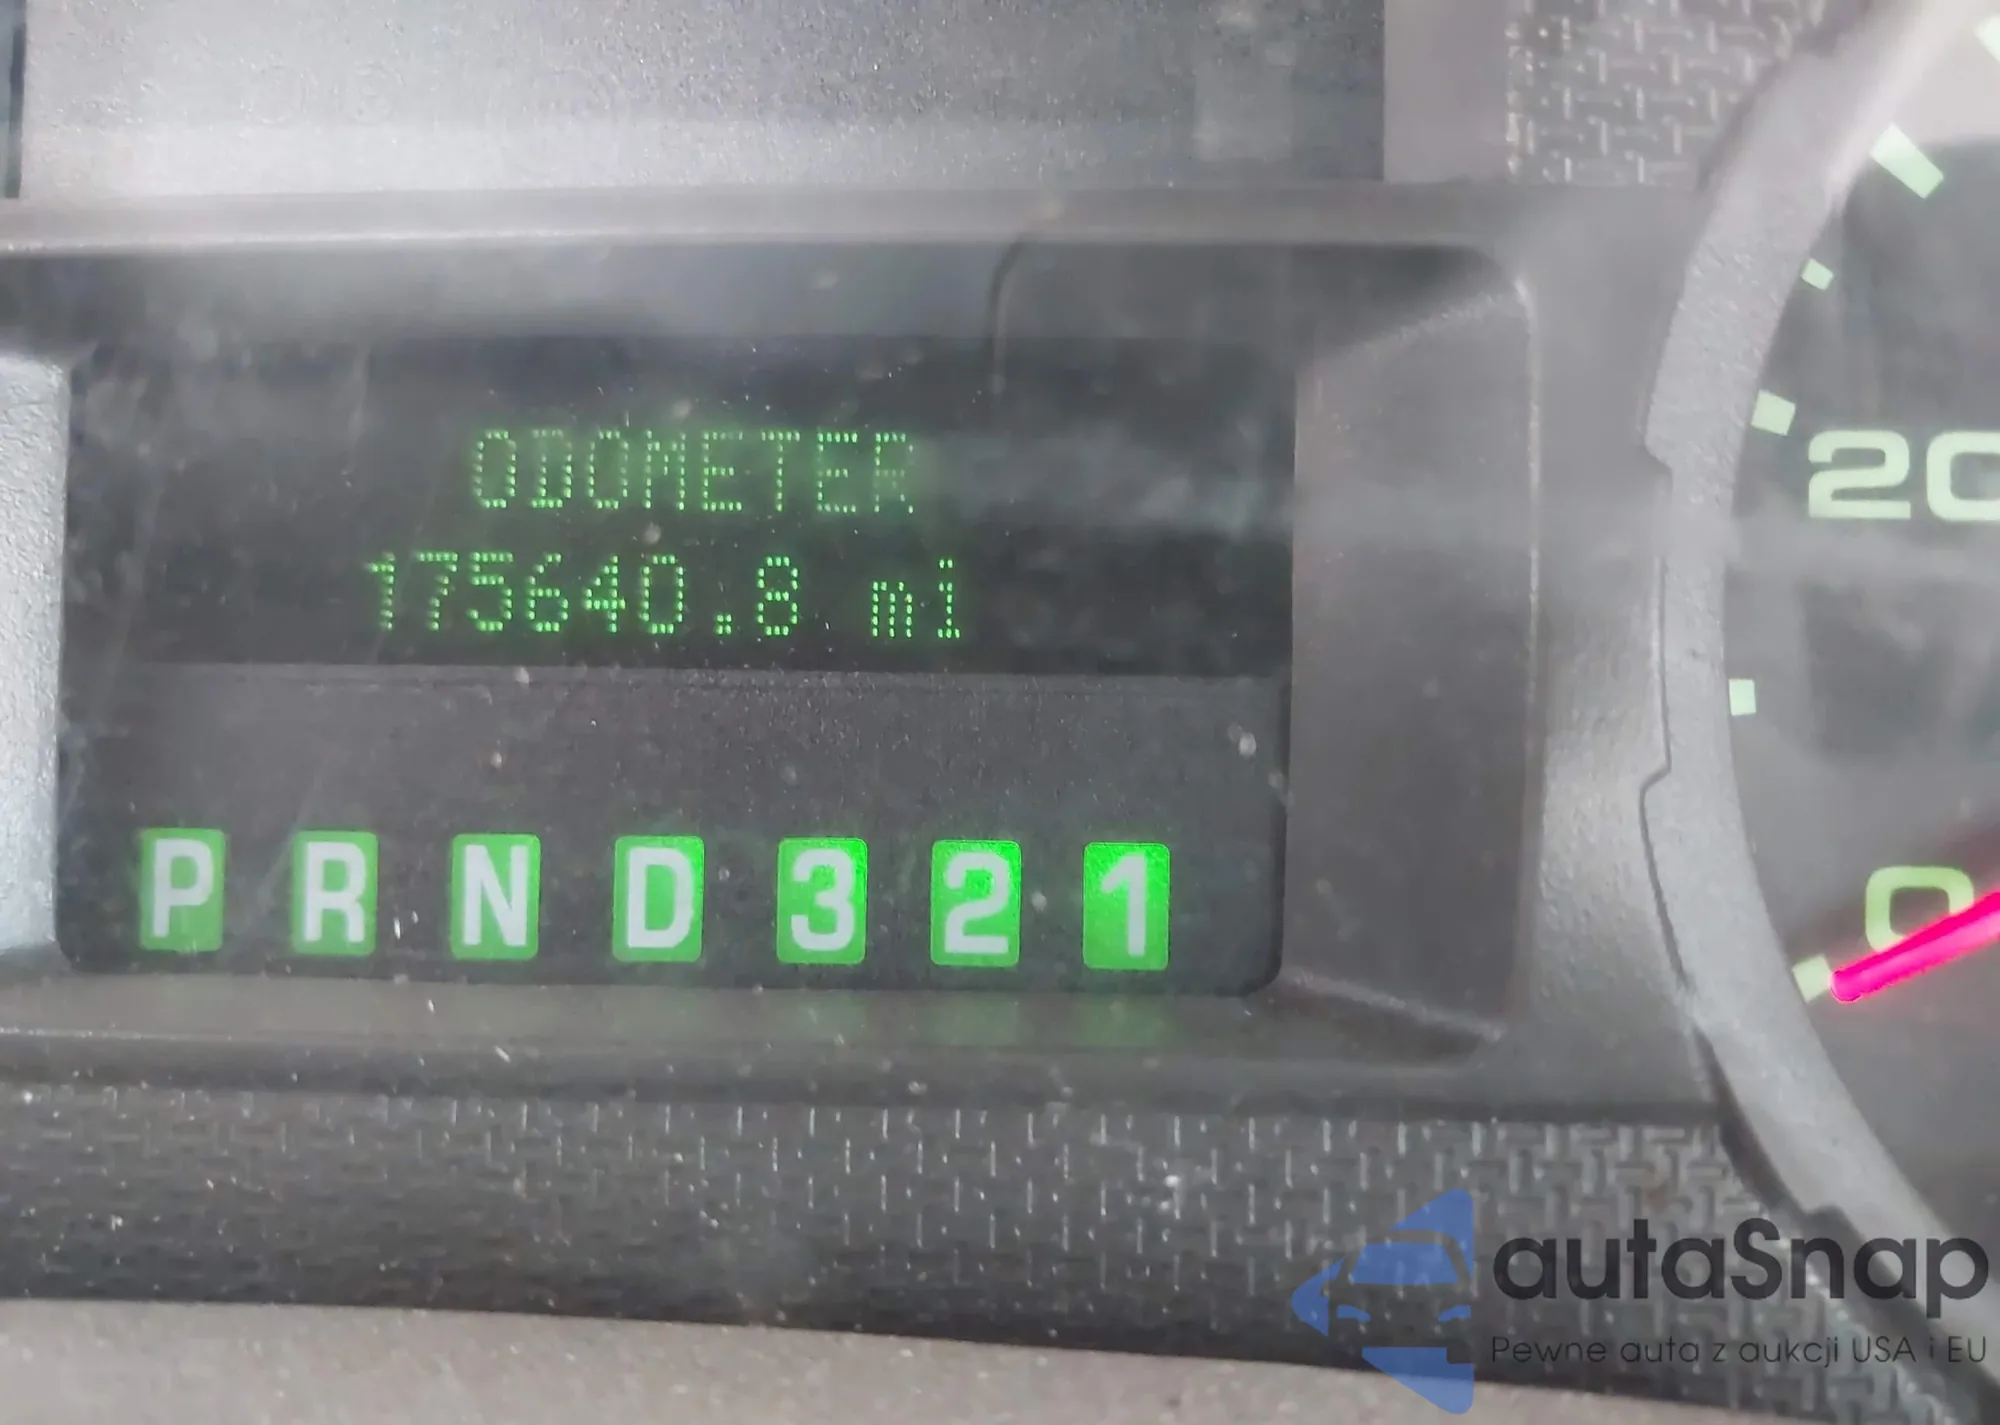 ODOMETER
175640.8 mi
P R N D 3 2 1
20
0
autaSnap
Pewne auta z aukcji USA i EU